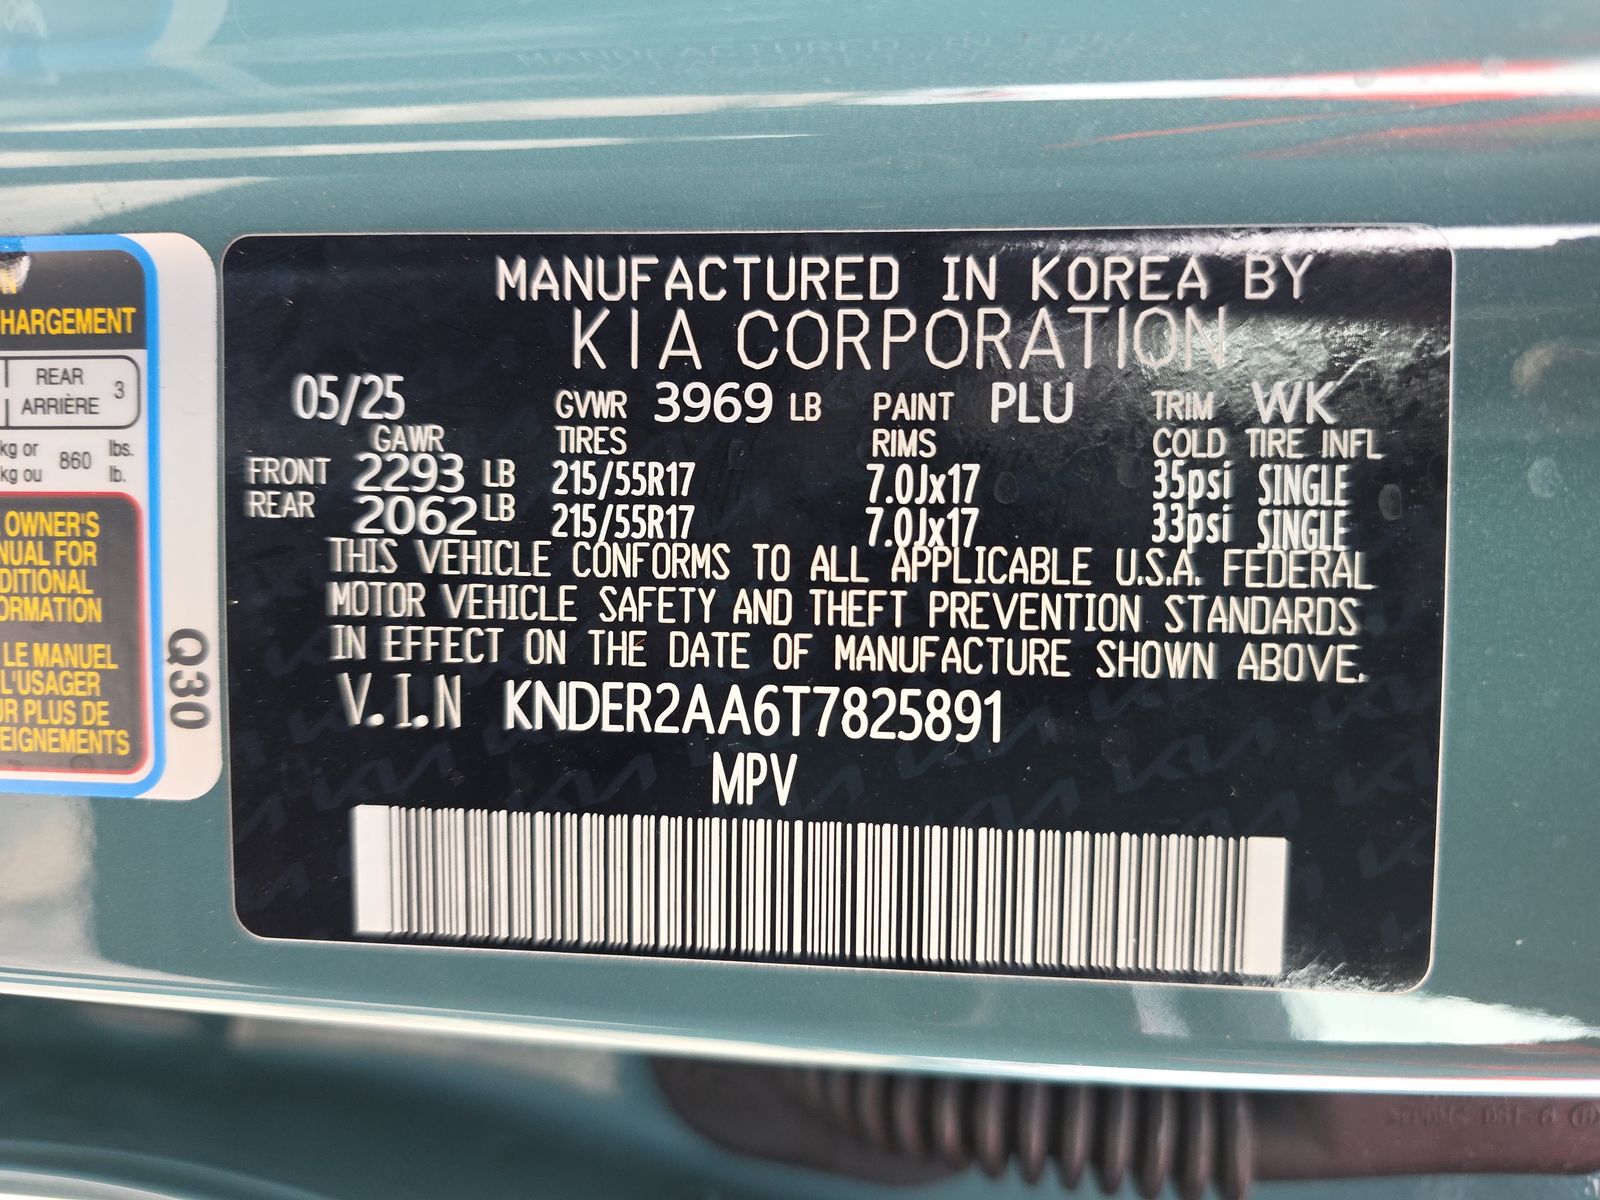 HARGEMENT
REAR
ARRIÈRE 3
kg or 860 lbs.
kg ou lb.
OWNER'S
NUAL FOR
DITIONAL
ORMATION
LE MANUEL
L'USAGER
UR PLUS DE
EIGNEMENTS
Q30
MANUFACTURED IN KOREA BY
KIA CORPORATION
05/25 GVWR 3969 LB PAINT PLU TRIM WK
GAWR TIRES RIMS COLD TIRE INFL
FRONT 2293 LB 215/55R17 7.0Jx17 35psi SINGLE
REAR 2062 LB 215/55R17 7.0Jx17 33psi SINGLE
THIS VEHICLE CONFORMS TO ALL APPLICABLE U.S.A. FEDERAL
MOTOR VEHICLE SAFETY AND THEFT PREVENTION STANDARDS
IN EFFECT ON THE DATE OF MANUFACTURE SHOWN ABOVE.
V.I.N KNDER2AA6T7825891
MPV